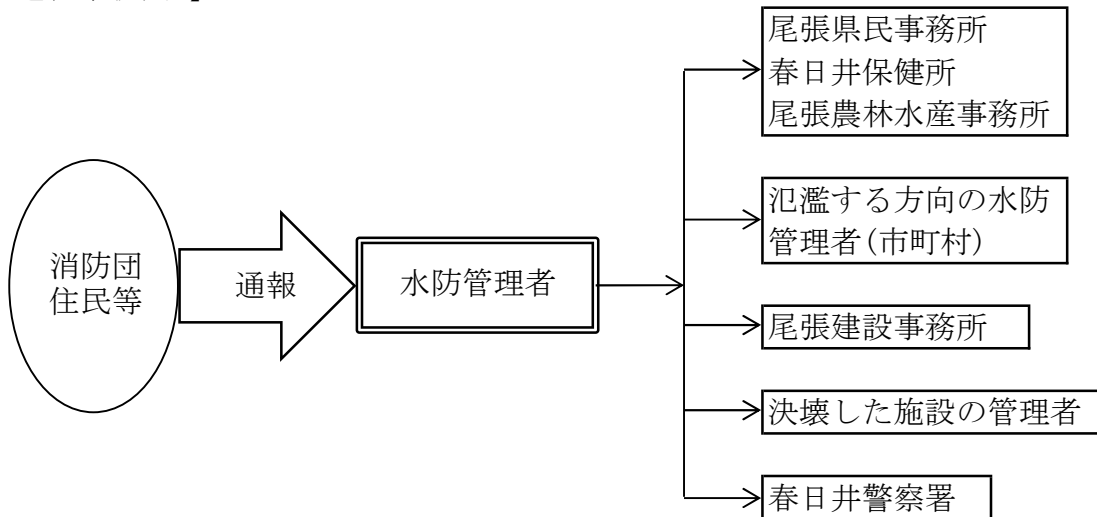 消防団
住民等
通報
水防管理者
尾張県民事務所
春日井保健所
尾張農林水産事務所
氾濫する方向の水防
管理者(市町村)
尾張建設事務所
決壊した施設の管理者
春日井警察署